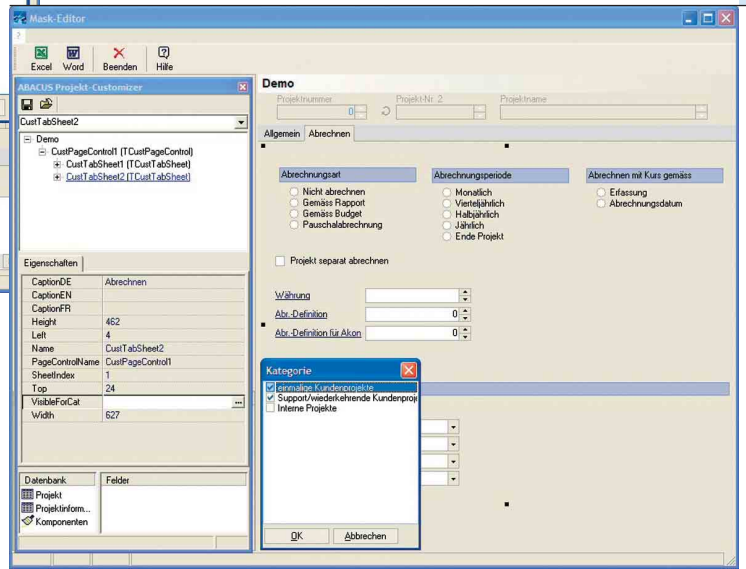 Mask-Editor
?
Excel Word Beenden Hilfe
ABACUS Projekt-Customizer
CustTabSheet2
Demo
CustPageControl1 (TCustPageControl)
CustTabSheet1 (TCustTabSheet)
CustTabSheet2 (TCustTabSheet)
Eigenschaften
CaptionDE Abrechnen
CaptionEN
CaptionFR
Height 462
Left 4
Name CustTabSheet2
PageControlName CustPageControl1
SheetIndex 1
Top 24
VisibleForCat ...
Width 627
Datenbank Felder
Projekt
Projektinform...
Komponenten
Demo
Projektnummer Projekt-Nr. 2 Projektname
0
Allgemein Abrechnen
Abrechnungsart
Nicht abrechnen
Gemäss Rapport
Gemäss Budget
Pauschalabrechnung
Abrechnungsperiode
Monatlich
Vierteljährlich
Halbjährlich
Jährlich
Ende Projekt
Abrechnen mit Kurs gemäss
Erfassung
Abrechnungsdatum
Projekt separat abrechnen
Währung
Abr.-Definition 0
Abr.-Definition für Akon 0
Kategorie
einmalige Kundenprojekte
Support/wiederkehrende Kundenproje
Interne Projekte
OK Abbrechen